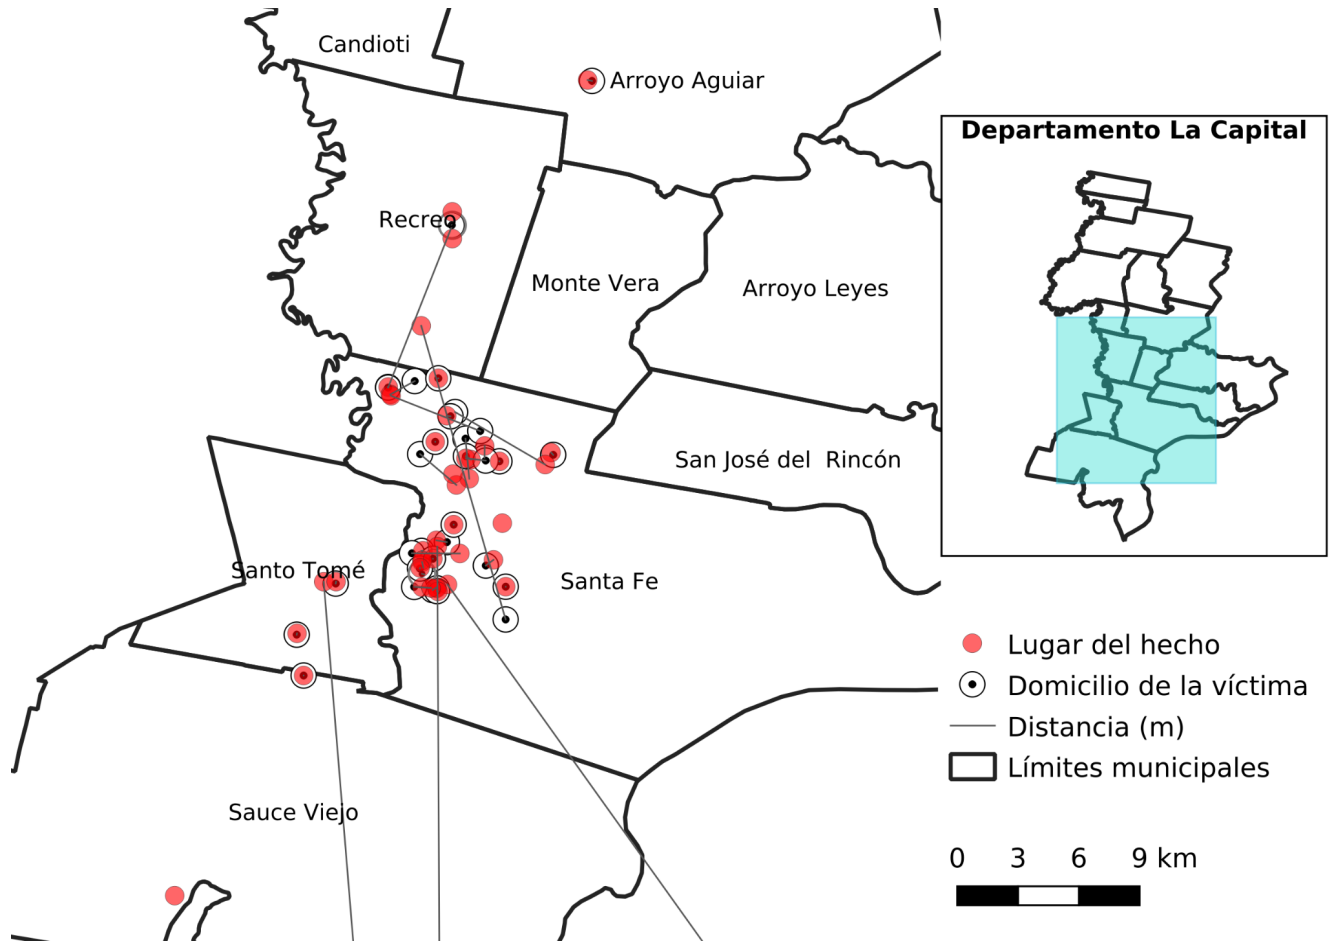 Candioti
Arroyo Aguiar
Departamento La Capital
Recreo
Monte Vera
Arroyo Leyes
San José del  Rincón
Santo Tomé
Santa Fe
Lugar del hecho
Domicilio de la víctima
Distancia (m)
Límites municipales
Sauce Viejo
0 3 6 9 km